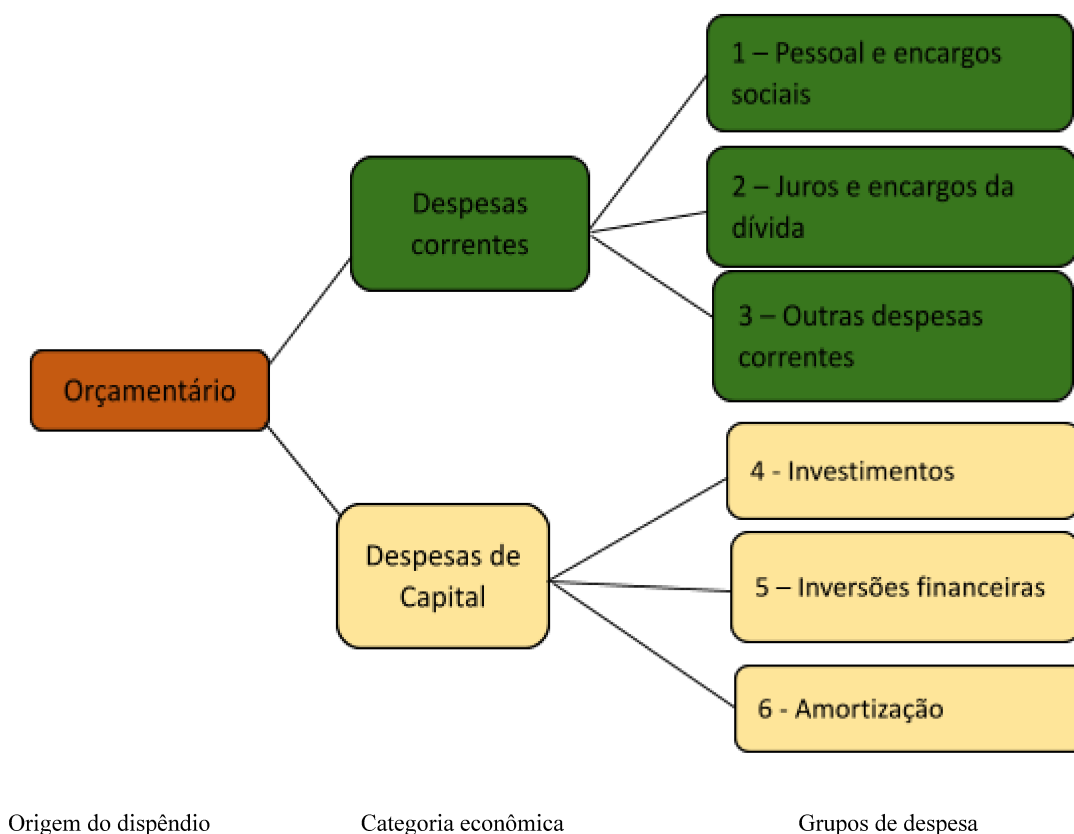 1 – Pessoal e encargos
sociais
Despesas
correntes
2 – Juros e encargos da
dívida
3 – Outras despesas
correntes
Orçamentário
4 - Investimentos
Despesas de
Capital
5 – Inversões financeiras
6 - Amortização
Origem do dispêndio
Categoria econômica
Grupos de despesa